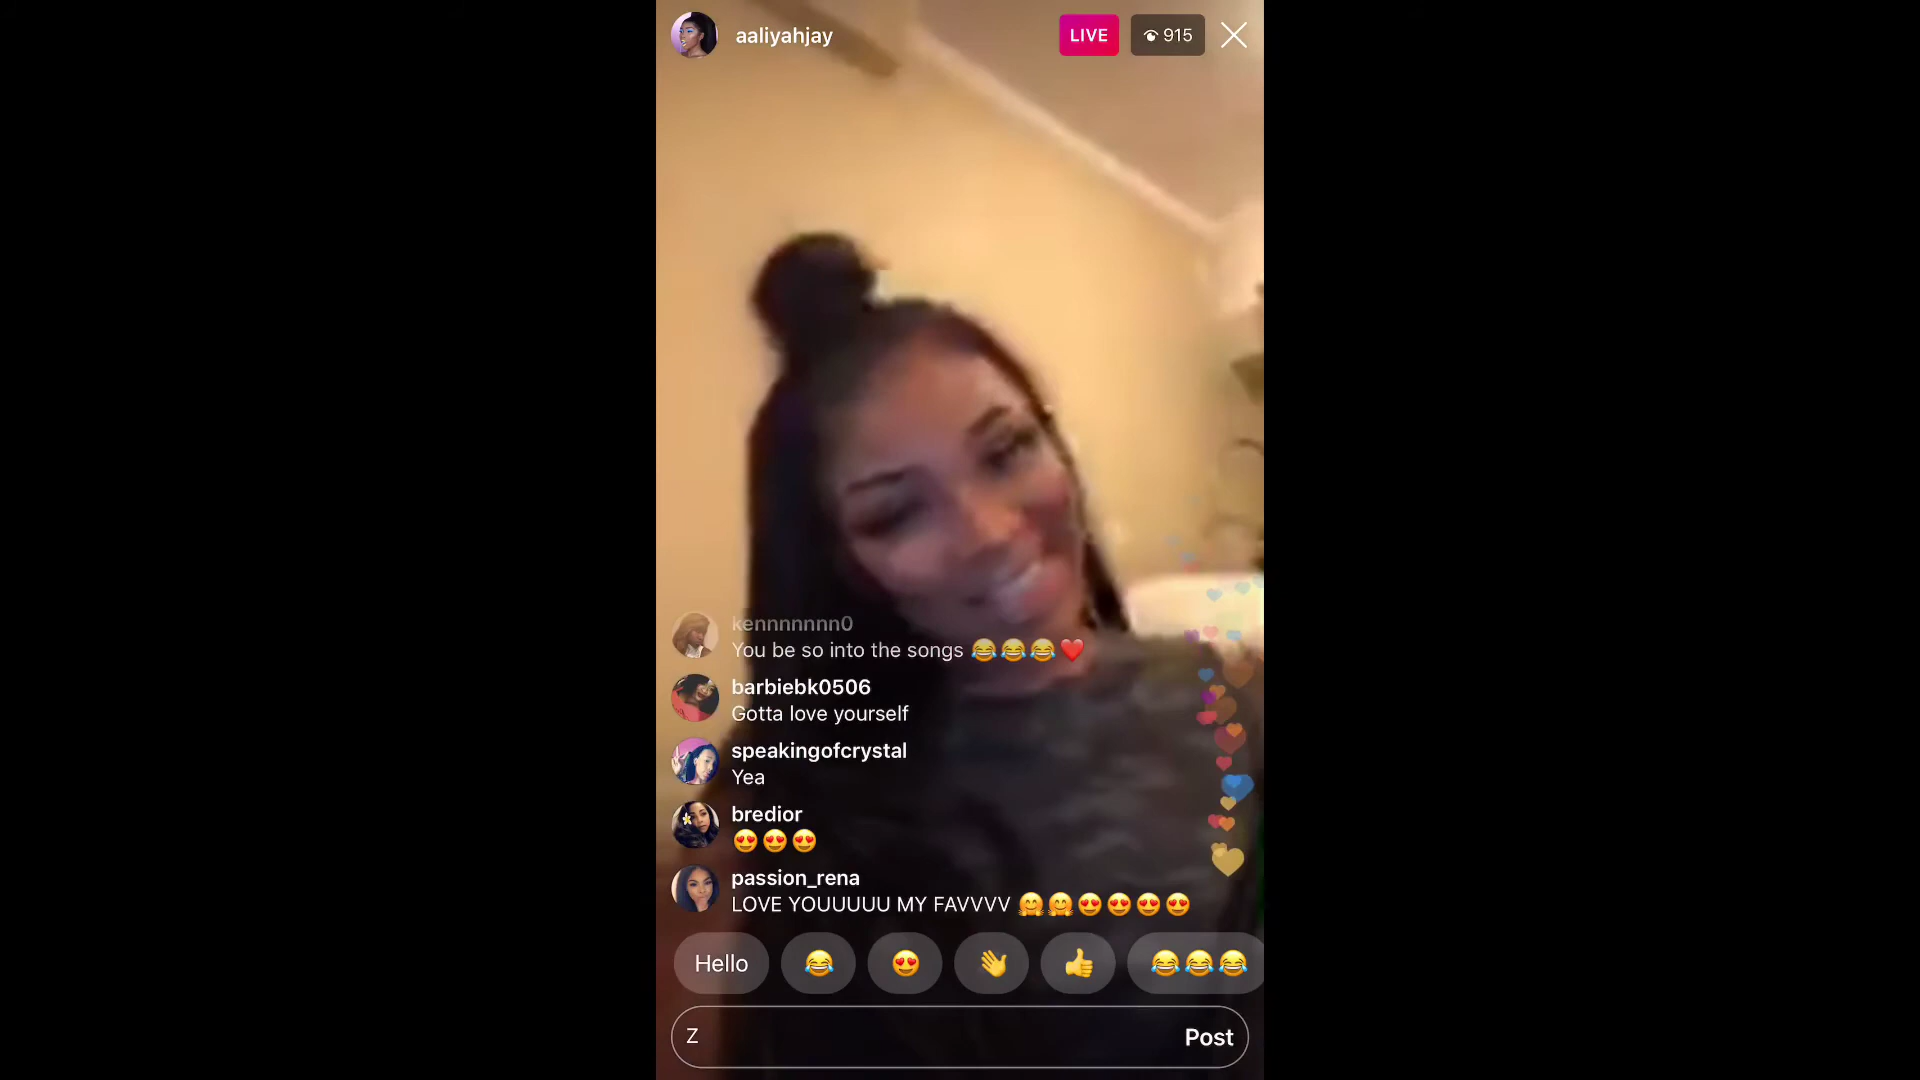 aaliyahjay
LIVE
915
kennnnnnn0
You be so into the songs 😂😂😂❤️
barbiebk0506
Gotta love yourself
speakingofcrystal
Yea
bredior
😍😍😍
passion_rena
LOVE YOUUUUU MY FAVVVV 🤗🤗😍😍😍😍
Hello 😂 😍 👋 👍 😂😂😂
Z
Post